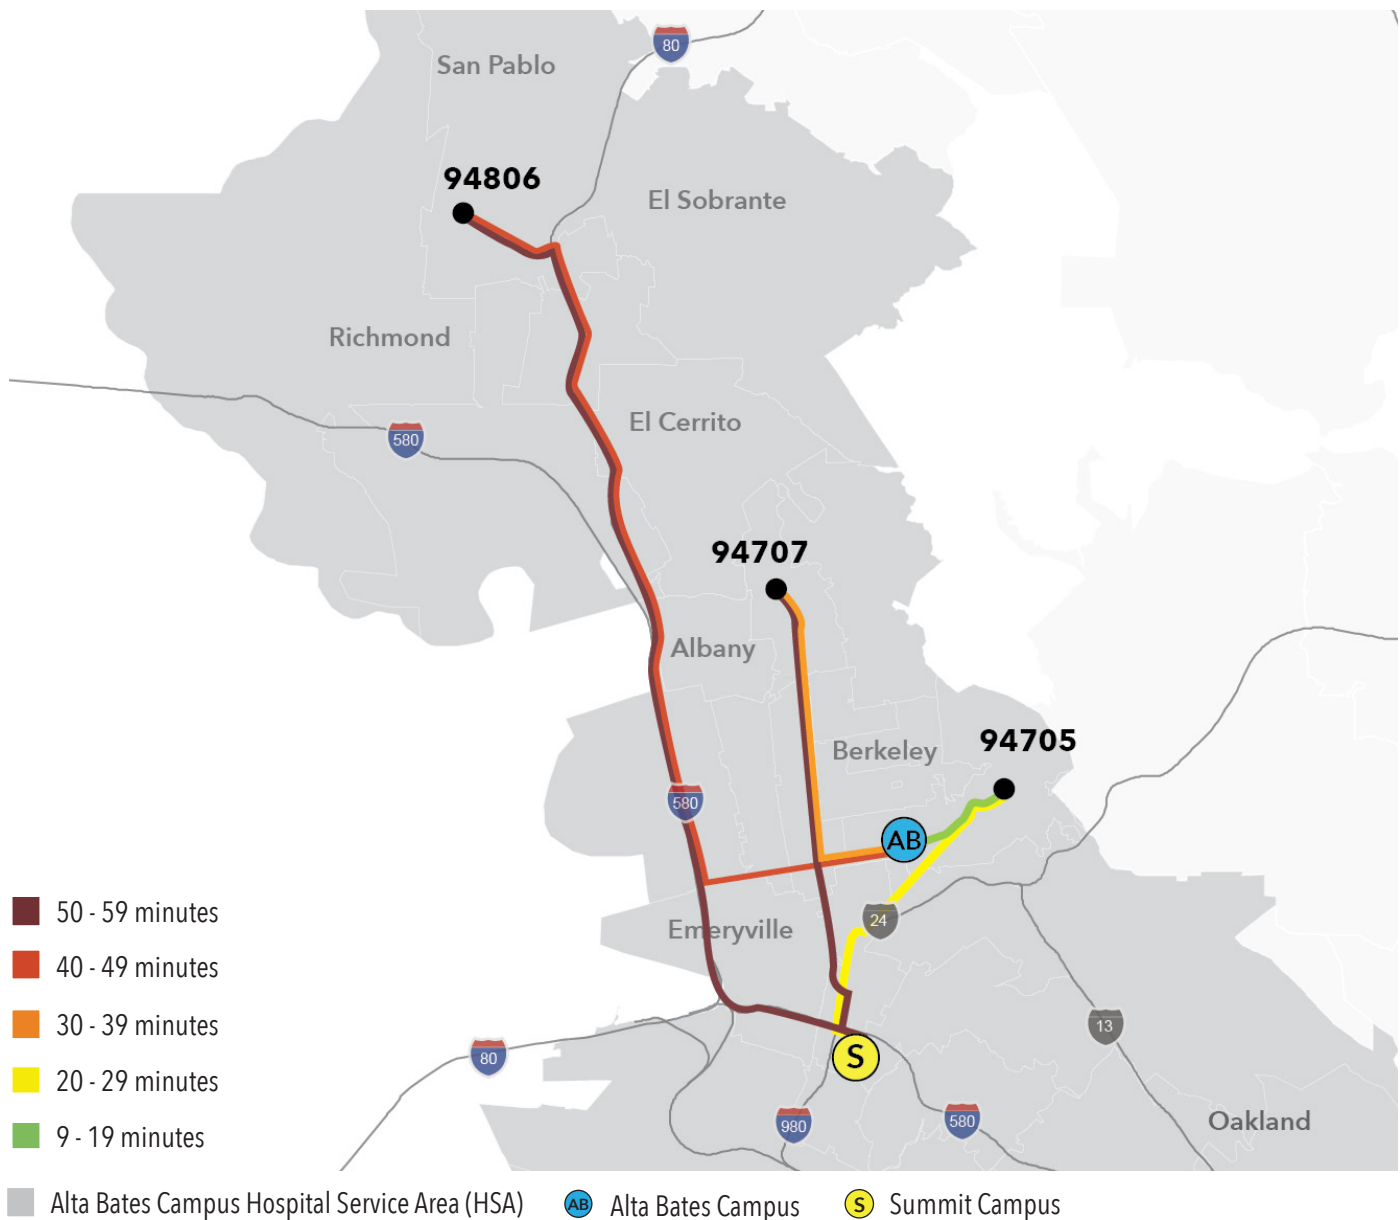 80
San Pablo
94806
El Sobrante
Richmond
El Cerrito
580
94707
Albany
94705
Berkeley
580
AB
24
Emeryville
50 - 59 minutes
40 - 49 minutes
30 - 39 minutes
20 - 29 minutes
9 - 19 minutes
13
80
S
980
580
Oakland
Alta Bates Campus Hospital Service Area (HSA)
AB Alta Bates Campus
S Summit Campus